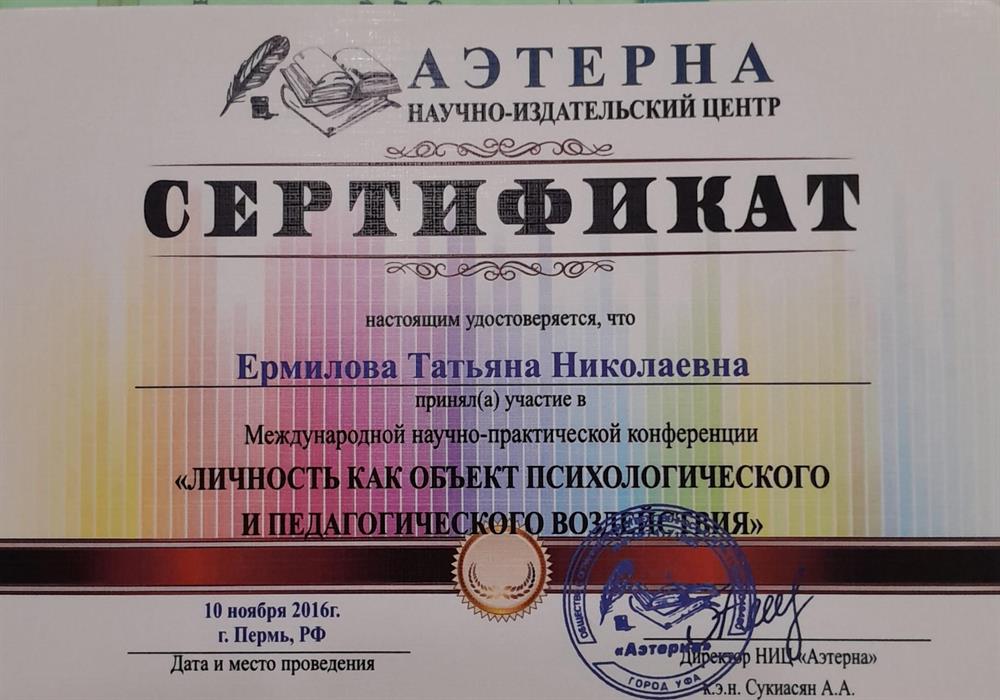 АЭТЕРНА
НАУЧНО-ИЗДАТЕЛЬСКИЙ ЦЕНТР
СЕРТИФИКАТ
настоящим удостоверяется, что
Ермилова Татьяна Николаевна
принял(а) участие в
Международной научно-практической конференции
«ЛИЧНОСТЬ КАК ОБЪЕКТ ПСИХОЛОГИЧЕСКОГО
И ПЕДАГОГИЧЕСКОГО ВОЗДЕЙСТВИЯ»
10 ноября 2016г.
г. Пермь, РФ
Дата и место проведения
«Аэтерна»
ГОРОД УФА
Директор НИЦ «Аэтерна»
к.э.н. Сукиасян А.А.